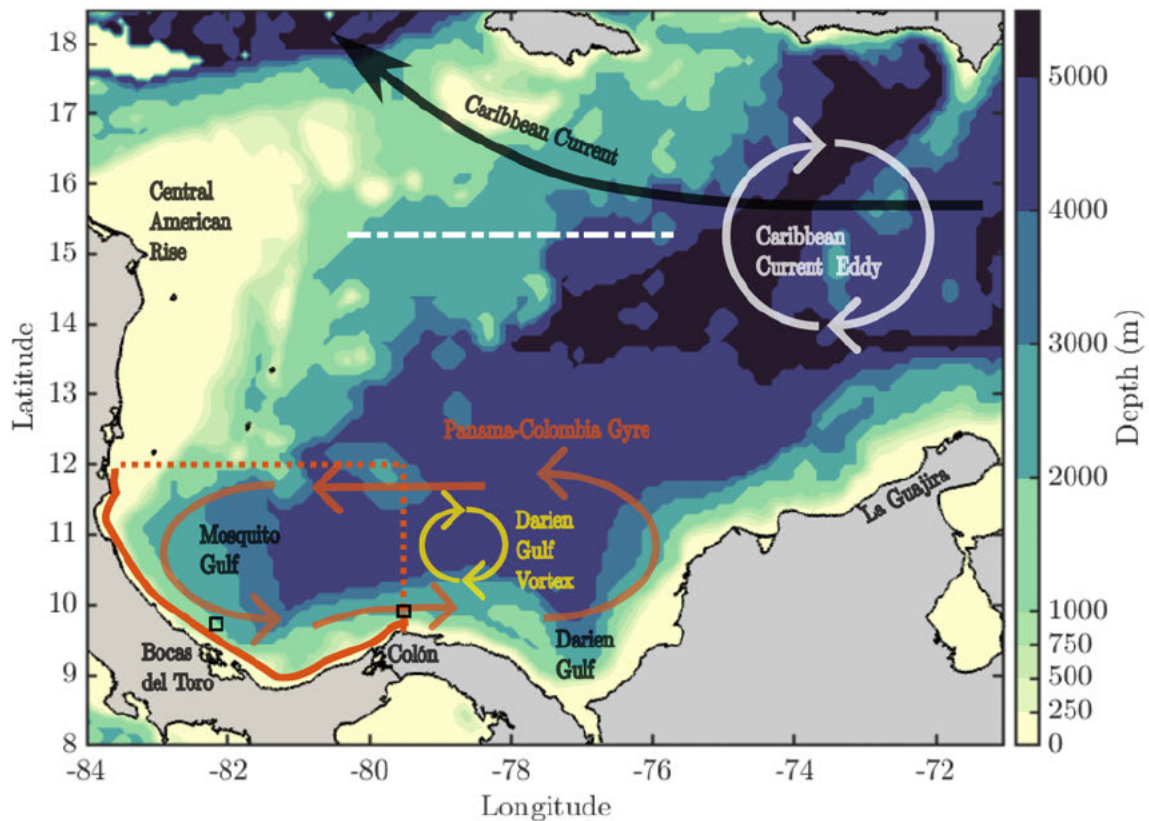 18
17
16
15
14
13
12
11
10
9
8
Latitude
-84
-82
-80
-78
-76
-74
-72
Longitude
Caribbean Current
Central
American
Rise
Caribbean
Current Eddy
Panama-Colombia Gyre
Mosquito
Gulf
Darien
Gulf
Vortex
La Guajira
Bocas
del Toro
Colón
Darien
Gulf
5000
4000
3000
2000
1000
750
500
250
0
Depth (m)